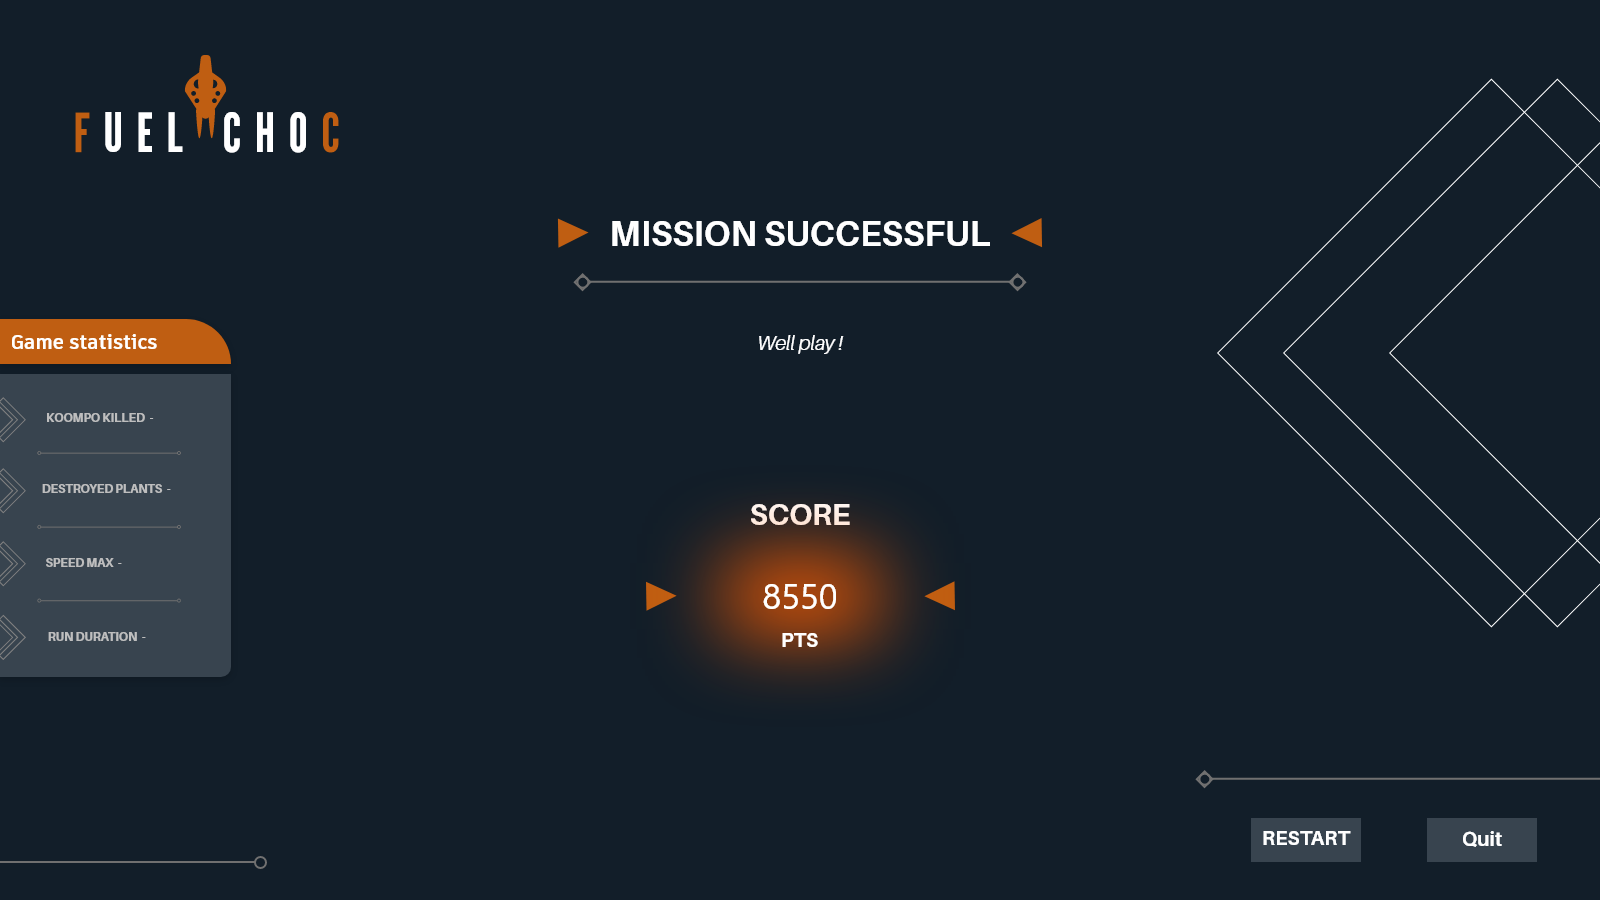 FUEL CHOC
MISSION SUCCESSFUL
Well play !
Game statistics
KOOMPO KILLED -
DESTROYED PLANTS -
SPEED MAX -
RUN DURATION -
SCORE
8550
PTS
RESTART
Quit